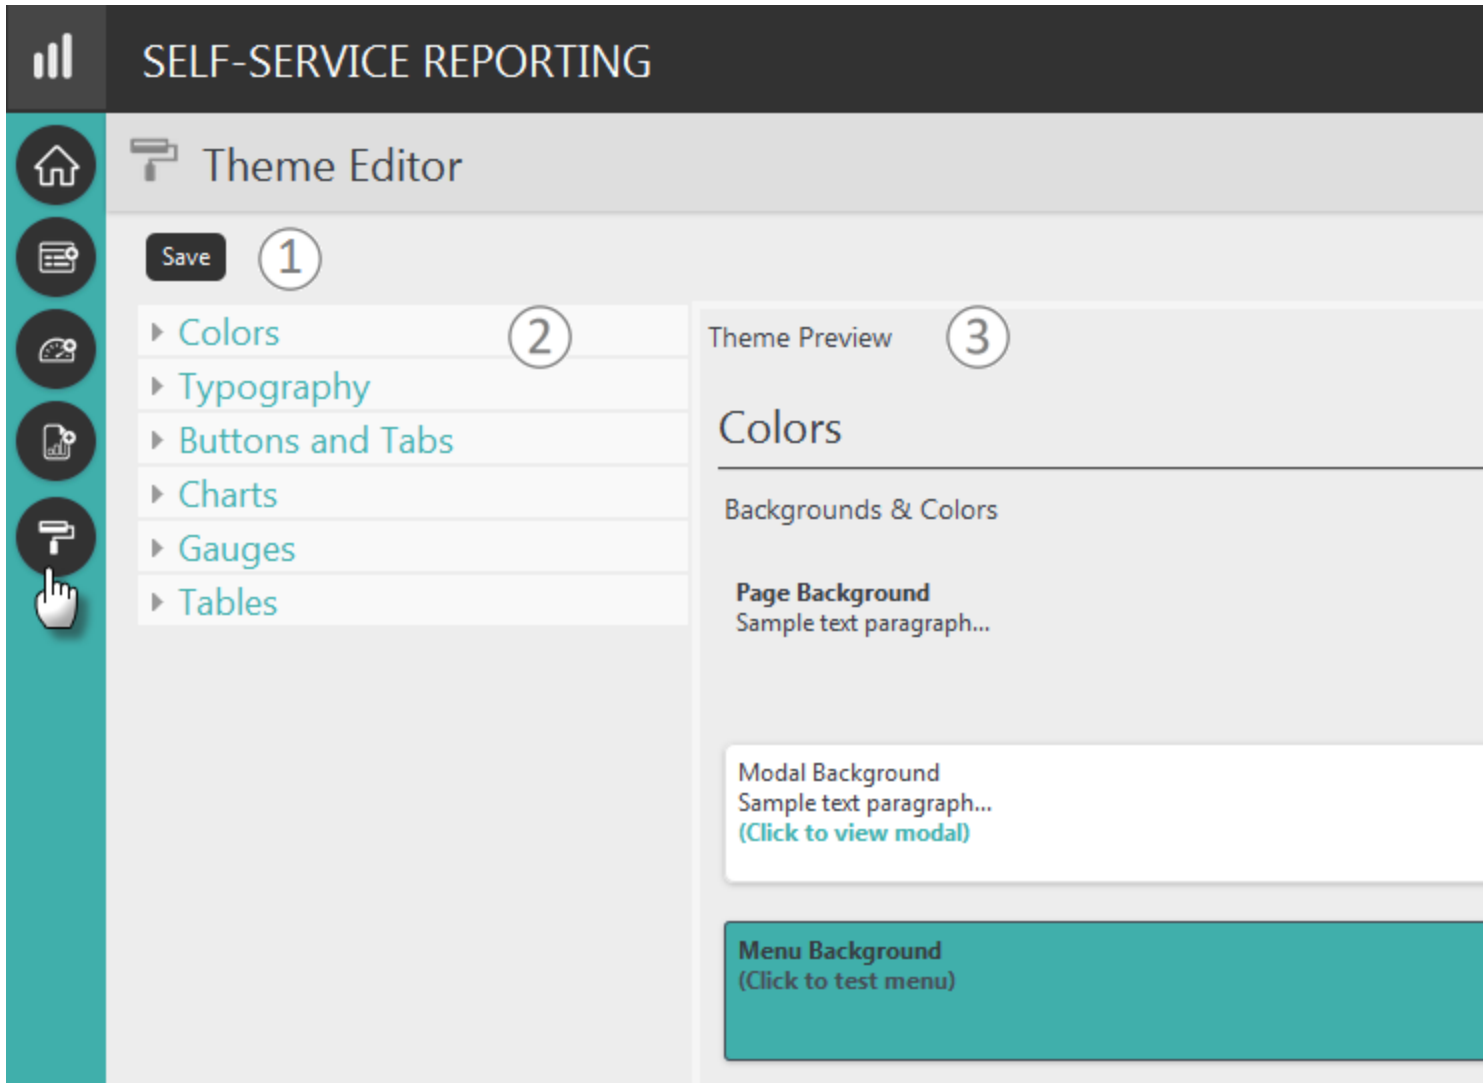 SELF-SERVICE REPORTING
Theme Editor
Save
1
Colors
2
Typography
Buttons and Tabs
Charts
Gauges
Tables
Theme Preview
3
Colors
Backgrounds & Colors
Page Background
Sample text paragraph...
Modal Background
Sample text paragraph...
(Click to view modal)
Menu Background
(Click to test menu)